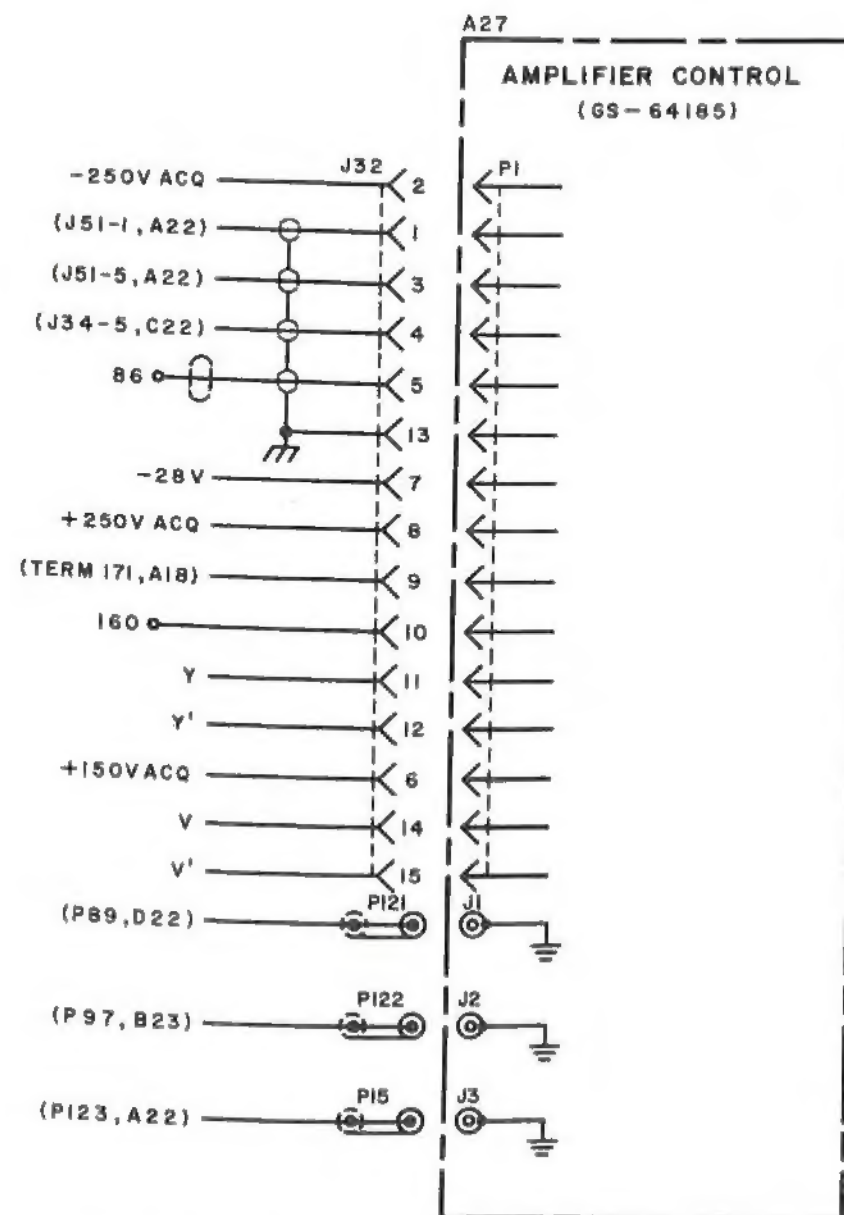 A27
AMPLIFIER CONTROL
(GS-64185)
J32 P1
-250V ACQ 2
(J51-1, A22) 1
(J51-5, A22) 3
(J34-5, C22) 4
86 5
13
-28V 7
+250V ACQ 8
(TERM 171, A18) 9
160 10
Y 11
Y' 12
+150V ACQ 6
V 14
V' 15
P121 J1
(P89, D22)
P122 J2
(P97, B23)
P15 J3
(P123, A22)